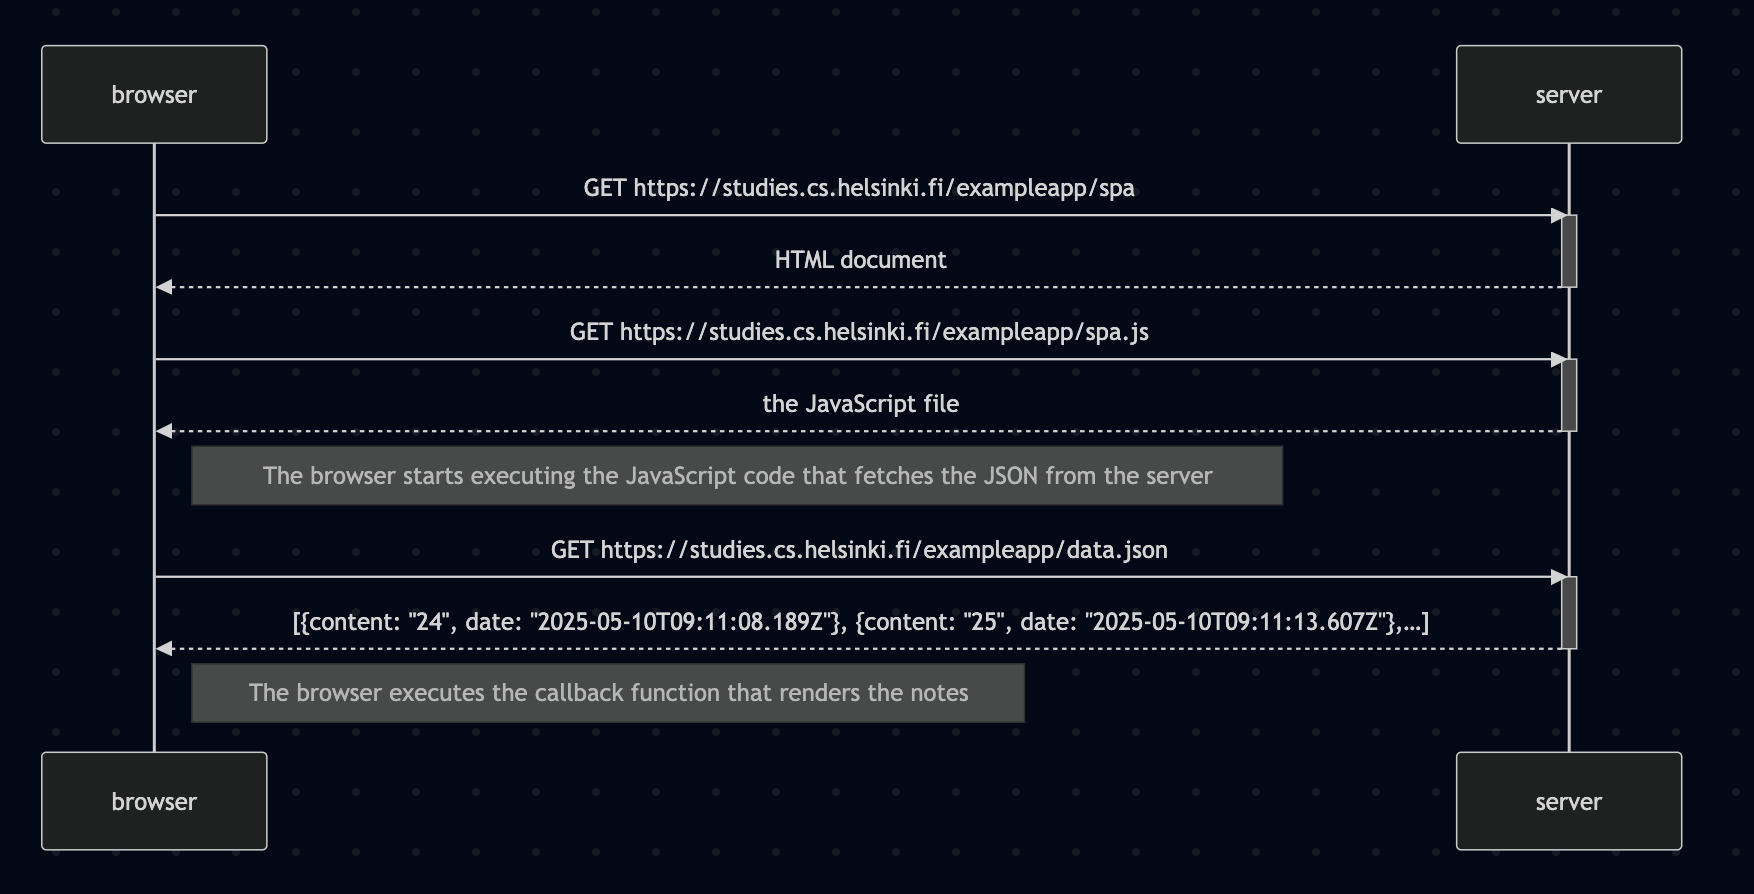 browser
server
GET https://studies.cs.helsinki.fi/exampleapp/spa
HTML document
GET https://studies.cs.helsinki.fi/exampleapp/spa.js
the JavaScript file
The browser starts executing the JavaScript code that fetches the JSON from the server
GET https://studies.cs.helsinki.fi/exampleapp/data.json
[{content: "24", date: "2025-05-10T09:11:08.189Z"}, {content: "25", date: "2025-05-10T09:11:13.607Z"},...]
The browser executes the callback function that renders the notes
browser
server